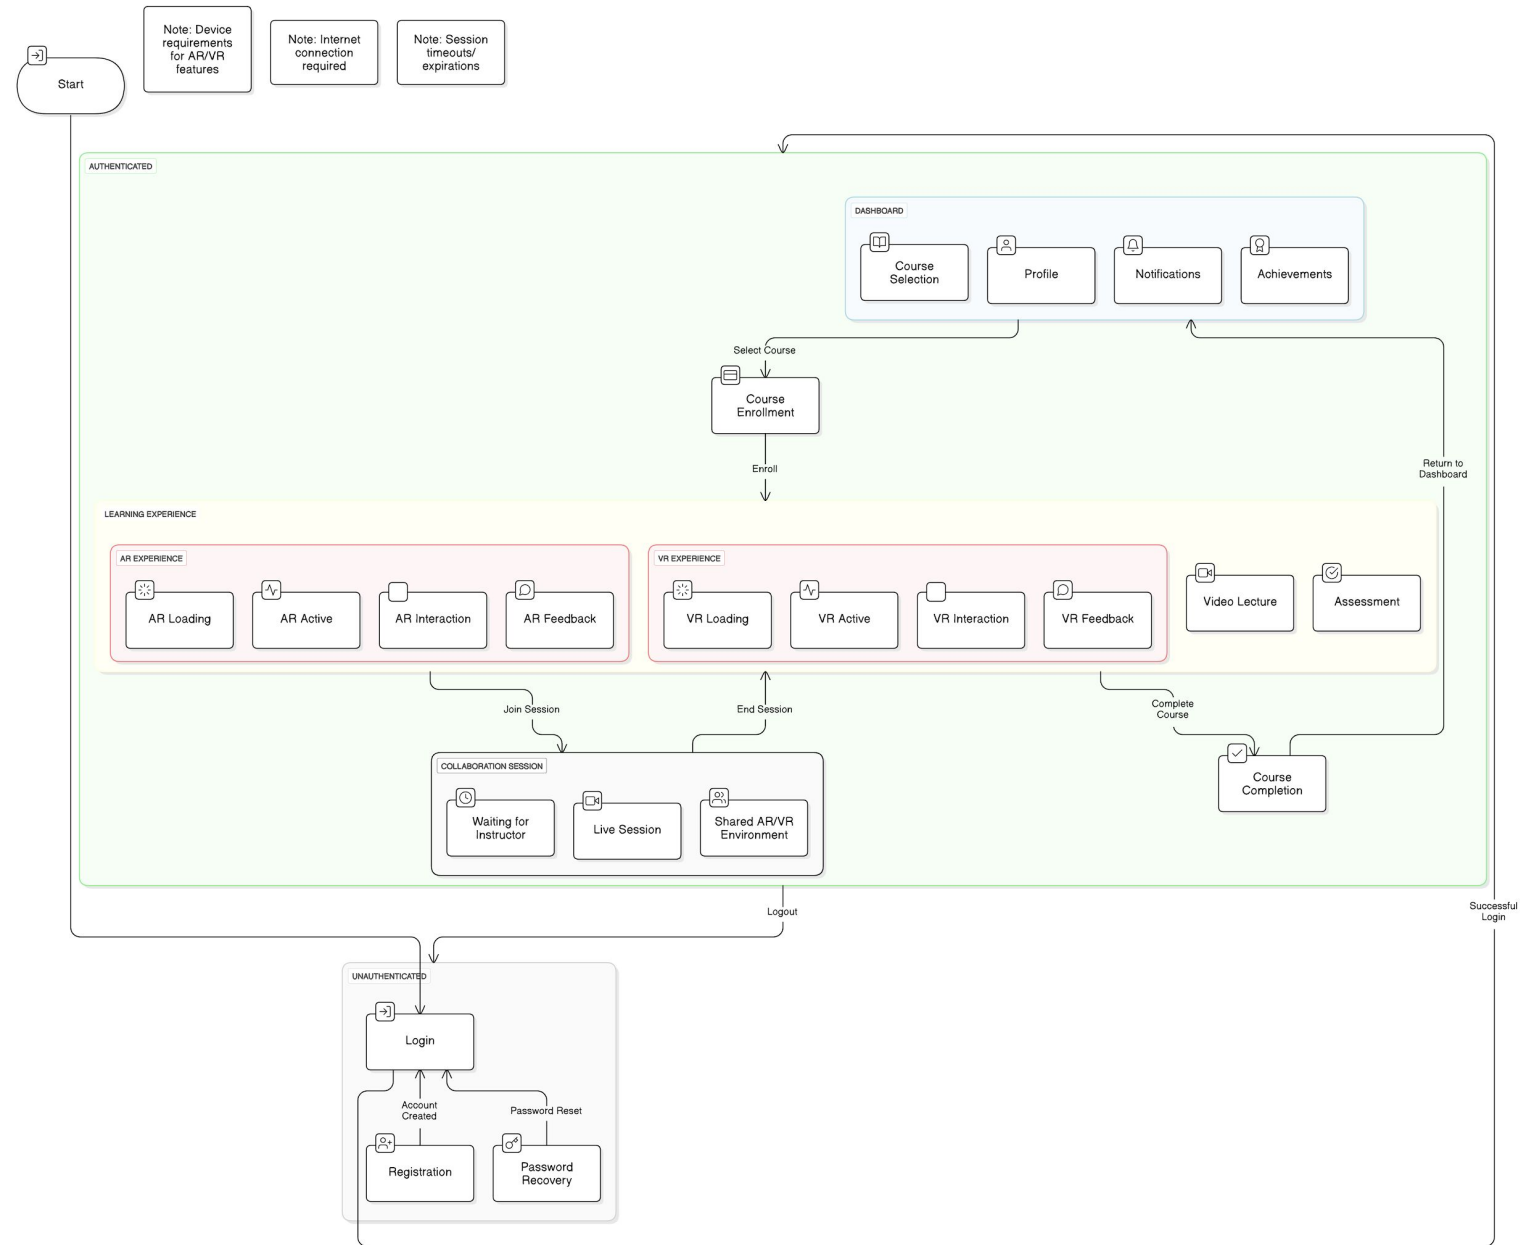 Note: Device
requirements
for AR/VR
features
Note: Internet
connection
required
Note: Session
timeouts/
expirations
Start
AUTHENTICATED
DASHBOARD
Course
Selection
Profile
Notifications
Achievements
Select Course
Course
Enrollment
Enroll
Return to
Dashboard
LEARNING EXPERIENCE
AR EXPERIENCE
AR Loading
AR Active
AR Interaction
AR Feedback
VR EXPERIENCE
VR Loading
VR Active
VR Interaction
VR Feedback
Video Lecture
Assessment
Join Session
End Session
Complete
Course
COLLABORATION SESSION
Waiting for
Instructor
Live Session
Shared AR/VR
Environment
Course
Completion
Logout
Successful
Login
UNAUTHENTICATED
Login
Account
Created
Password Reset
Registration
Password
Recovery